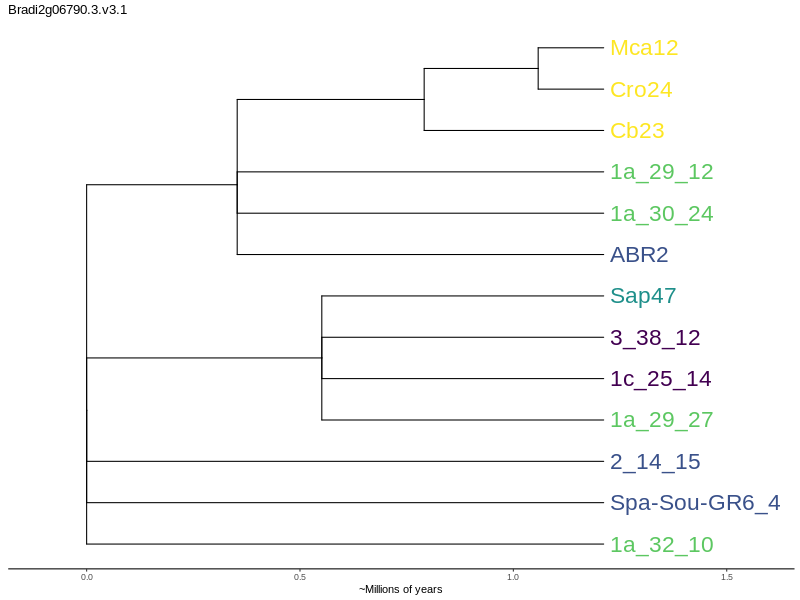 Bradi2g06790.3.v3.1
Mca12
Cro24
Cb23
1a_29_12
1a_30_24
ABR2
Sap47
3_38_12
1c_25_14
1a_29_27
2_14_15
Spa-Sou-GR6_4
1a_32_10
0.0 0.5 1.0 1.5
~Millions of years